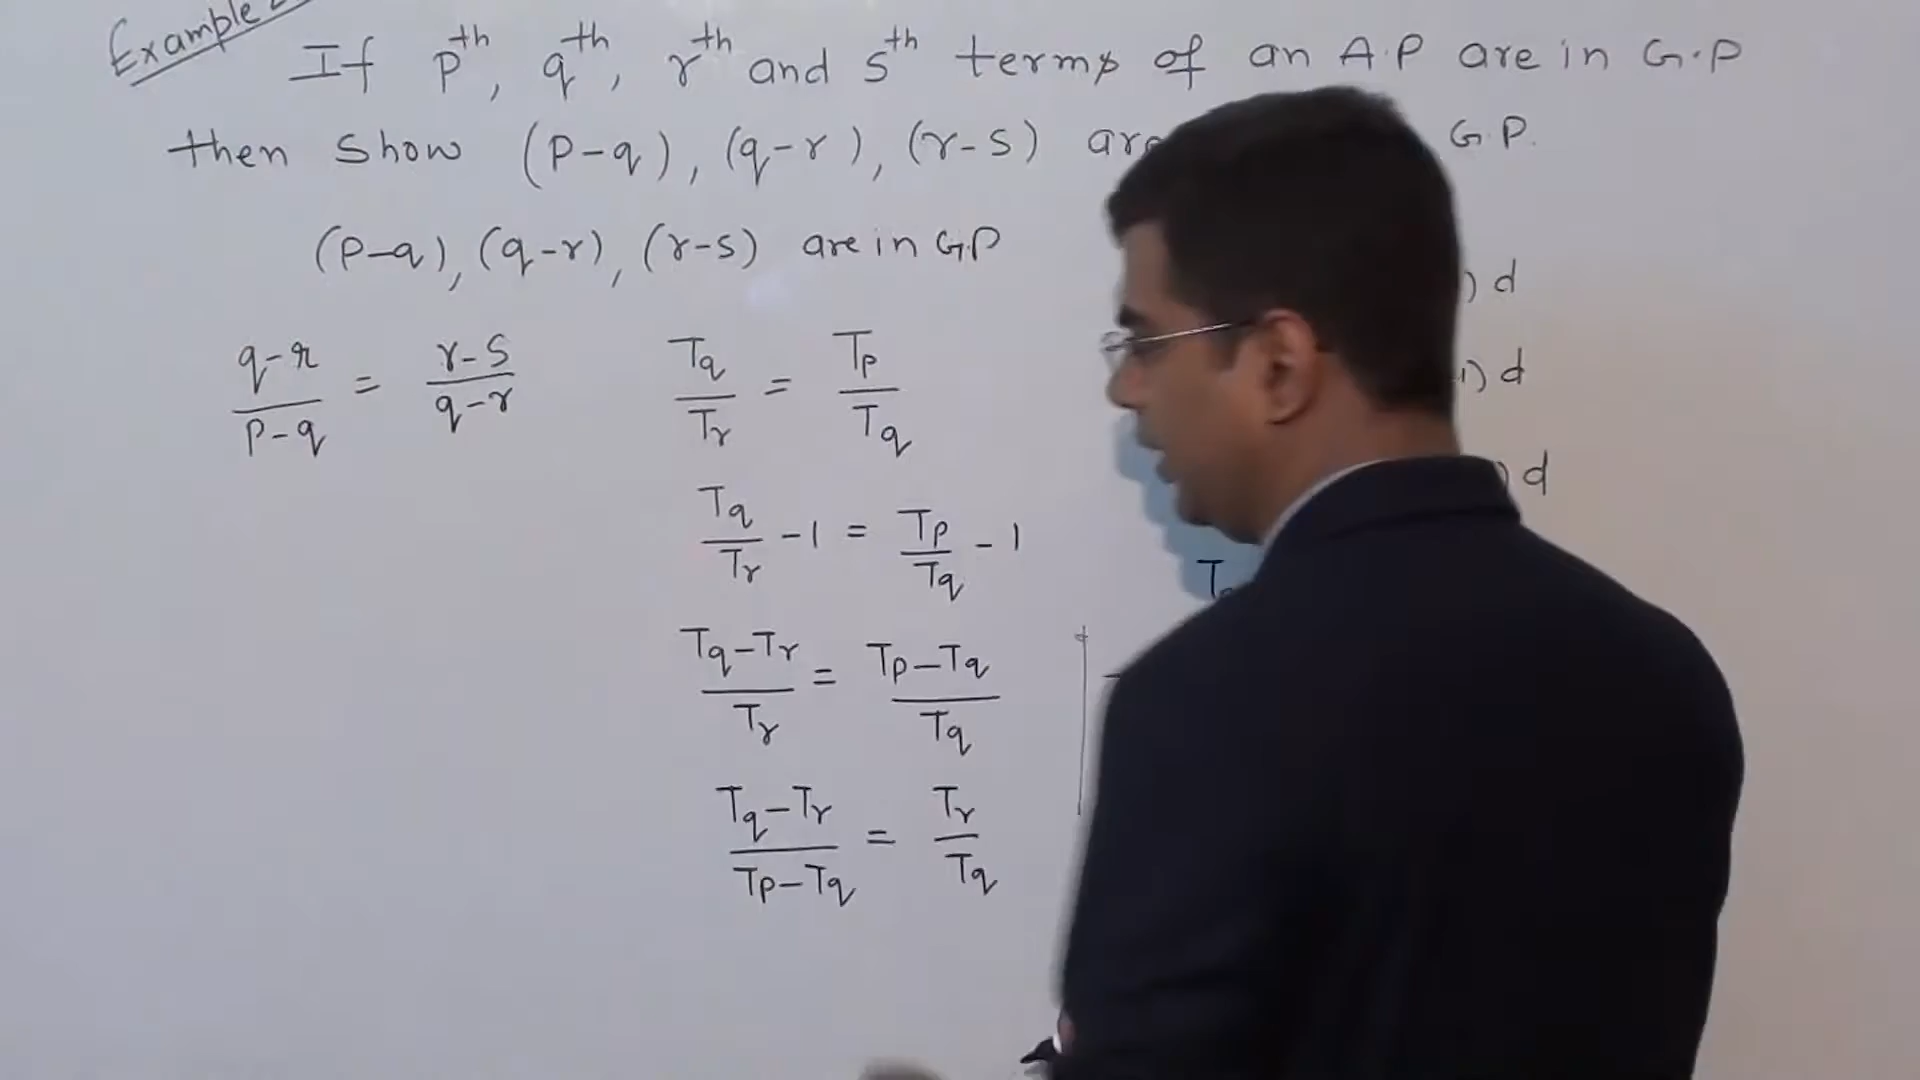 Example
If pth, qth, rth and sth terms of an A.P are in G.P
then show (p-q), (q-r), (r-s) are G.P.
(p-q), (q-r), (r-s) are in G.P
) d
q-r / p-q = r-s / q-r
Tq / Tr = Tp / Tq
1) d
) d
Tq / Tr - 1 = Tp / Tq - 1
Tq-Tr / Tr = Tp-Tq / Tq
Tq-Tr / Tp-Tq = Tr / Tq